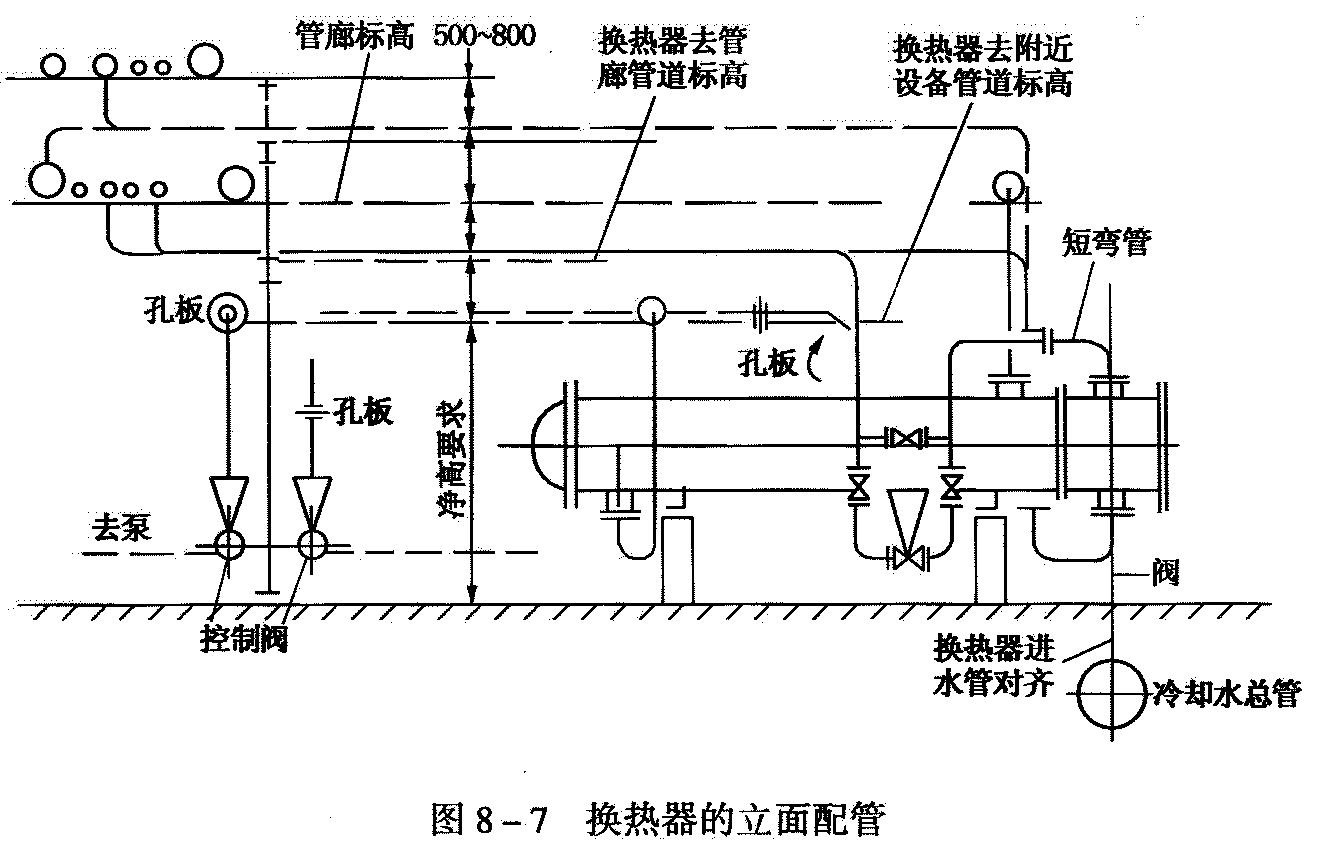 管廊标高 500~800
换热器去管
廊管道标高
换热器去附近
设备管道标高
短弯管
孔板
孔板
孔板
净高要求
去泵
控制阀
阀
换热器进
水管对齐
冷却水总管
图 8-7 换热器的立面配管